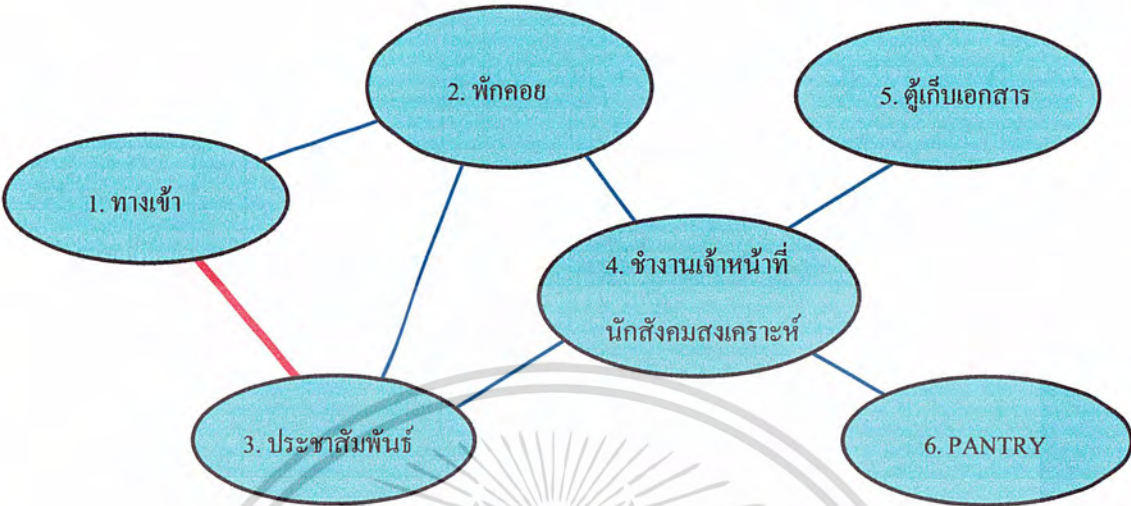 2. พักคอย
5. ตู้เก็บเอกสาร
1. ทางเข้า
4. ชำงานเจ้าหน้าที่
นักสังคมสงเคราะห์
3. ประชาสัมพันธ์
6. PANTRY